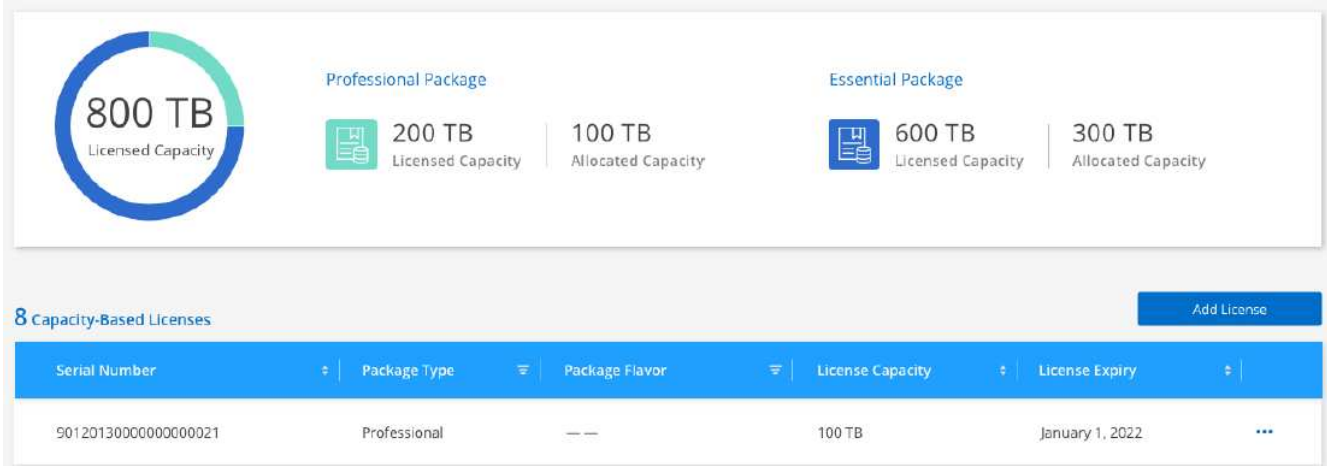 800 TB
Licensed Capacity
Professional Package
200 TB
Licensed Capacity
100 TB
Allocated Capacity
Essential Package
600 TB
Licensed Capacity
300 TB
Allocated Capacity
8 Capacity-Based Licenses
Add License
Serial Number Package Type Package Flavor License Capacity License Expiry
90120130000000000021 Professional — — 100 TB January 1, 2022 •••